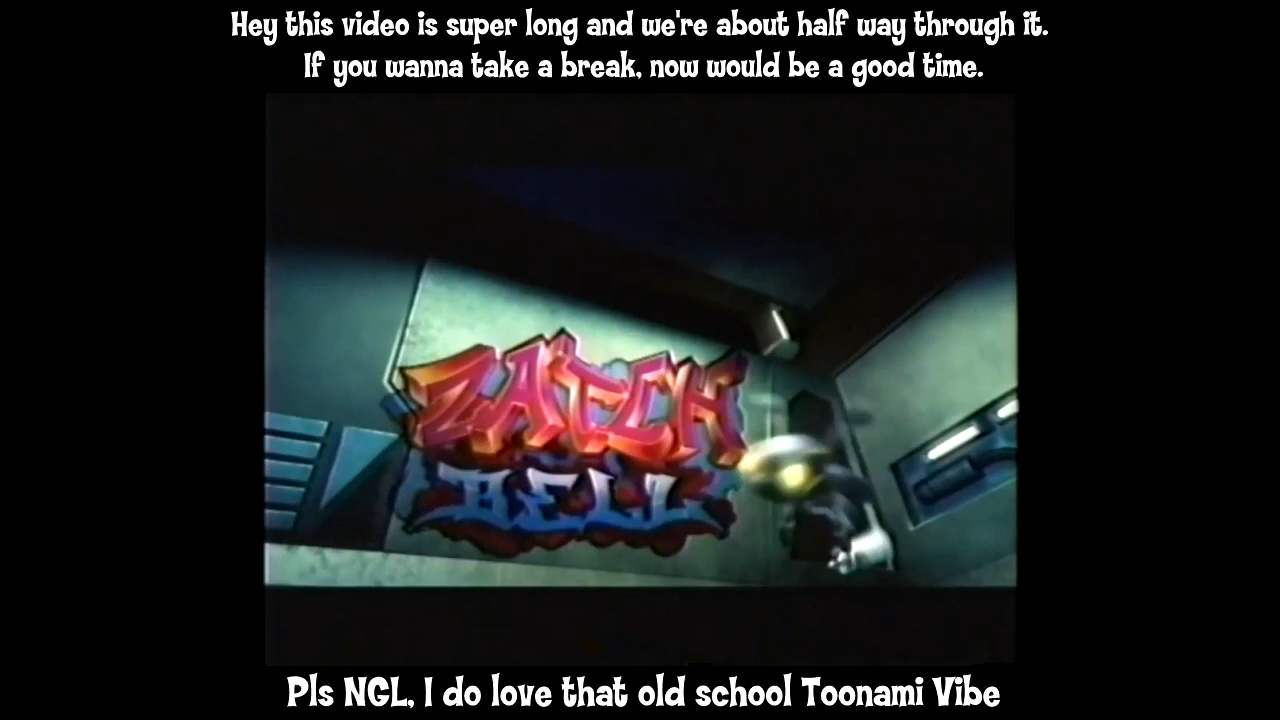 Hey this video is super long and we're about half way through it.
If you wanna take a break, now would be a good time.
ZATCH
BELL
Pls NGL, I do love that old school Toonami Vibe